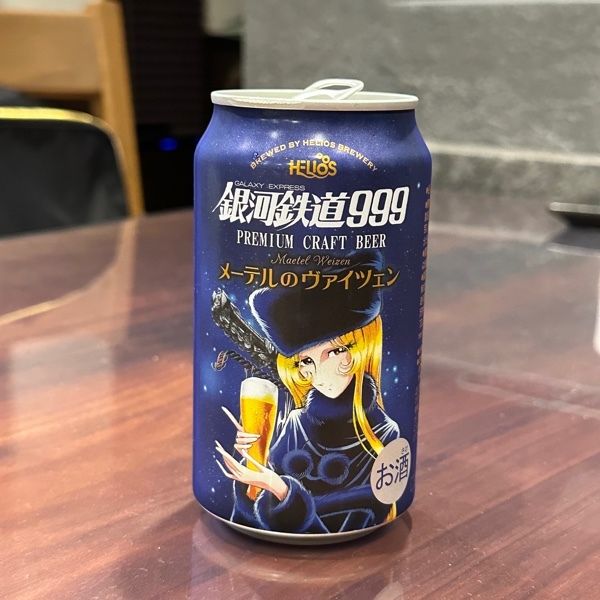 BREWED BY HELIOS BREWERY
HELIOS
GALAXY EXPRESS
銀河鉄道999
PREMIUM CRAFT BEER
Maetel Weizen
メーテルのヴァイツェン
お酒